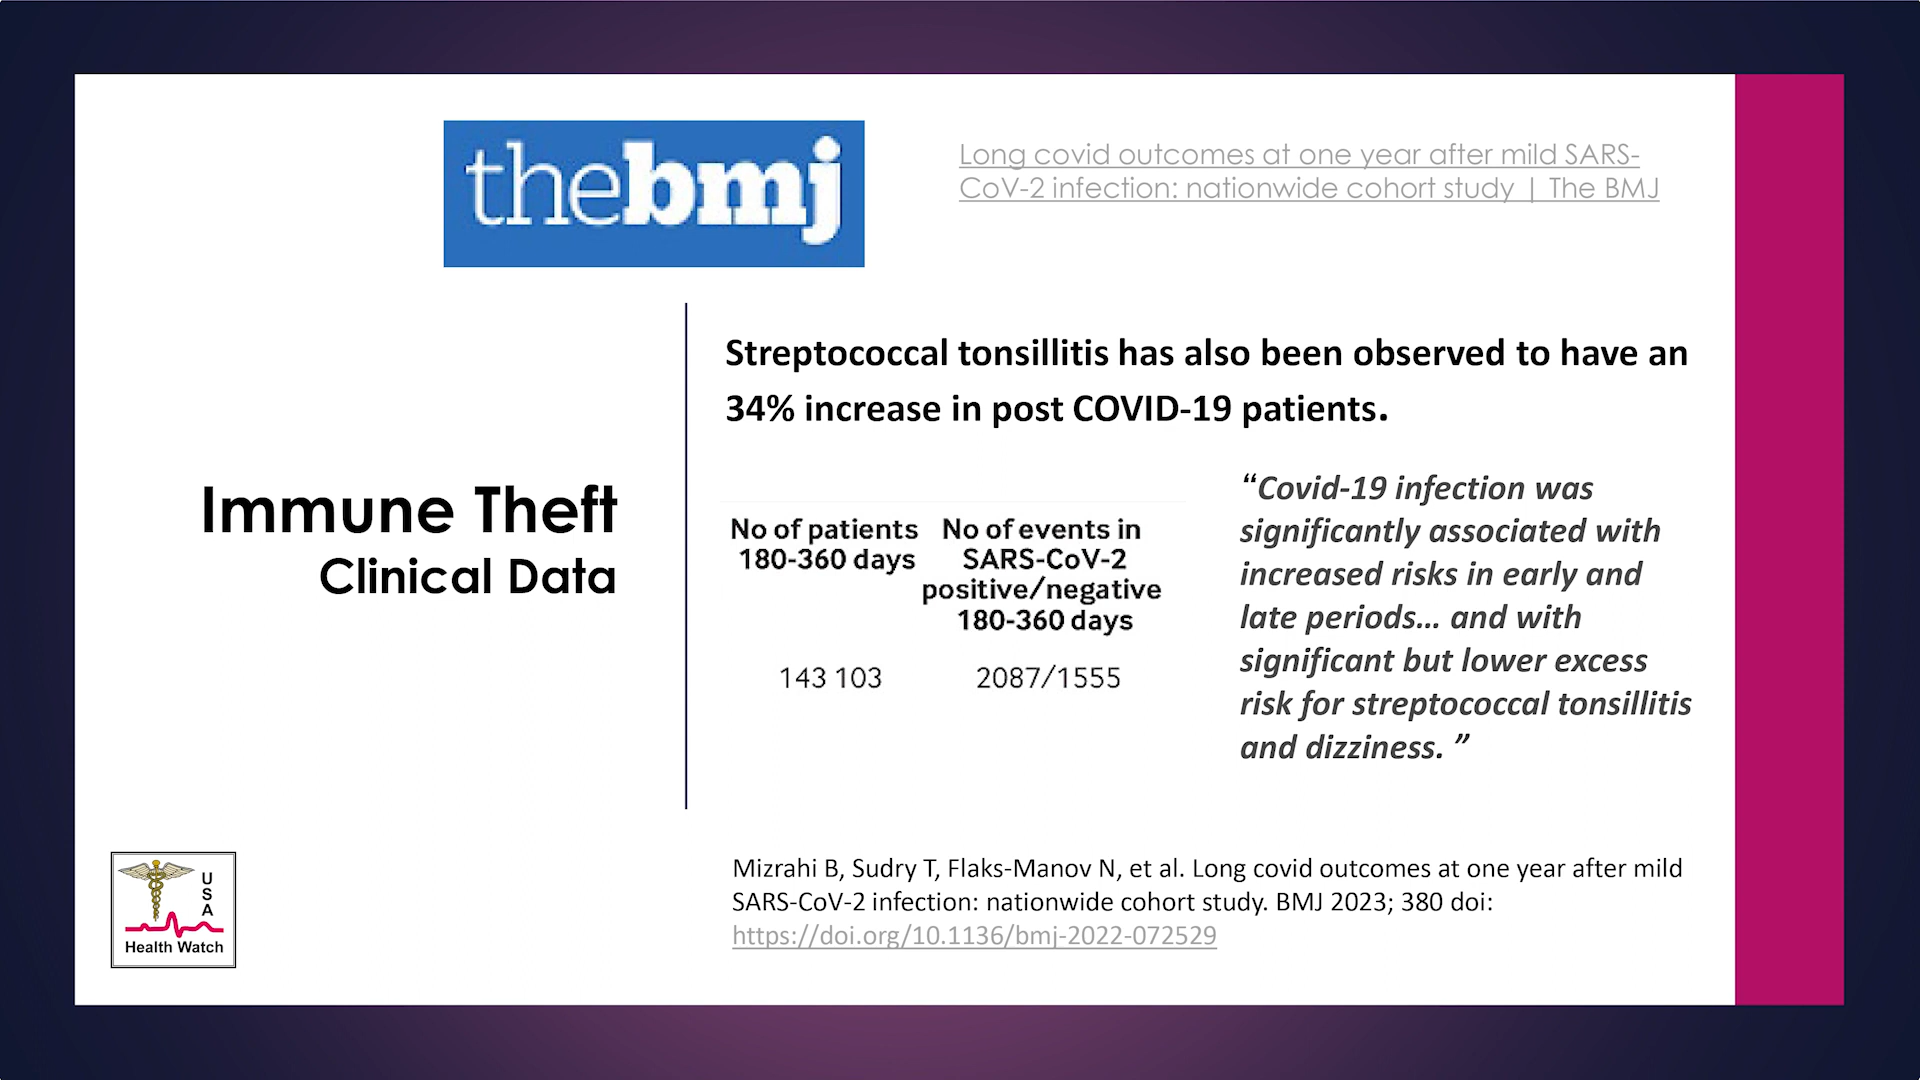 thebmj
Long covid outcomes at one year after mild SARS-
CoV-2 infection: nationwide cohort study | The BMJ
Immune Theft
Clinical Data
Streptococcal tonsillitis has also been observed to have an
34% increase in post COVID-19 patients.
No of patients
180-360 days
No of events in
SARS-CoV-2
positive/negative
180-360 days
143 103
2087/1555
“Covid-19 infection was
significantly associated with
increased risks in early and
late periods… and with
significant but lower excess
risk for streptococcal tonsillitis
and dizziness. ”
Mizrahi B, Sudry T, Flaks-Manov N, et al. Long covid outcomes at one year after mild
SARS-CoV-2 infection: nationwide cohort study. BMJ 2023; 380 doi:
https://doi.org/10.1136/bmj-2022-072529
USA
Health Watch